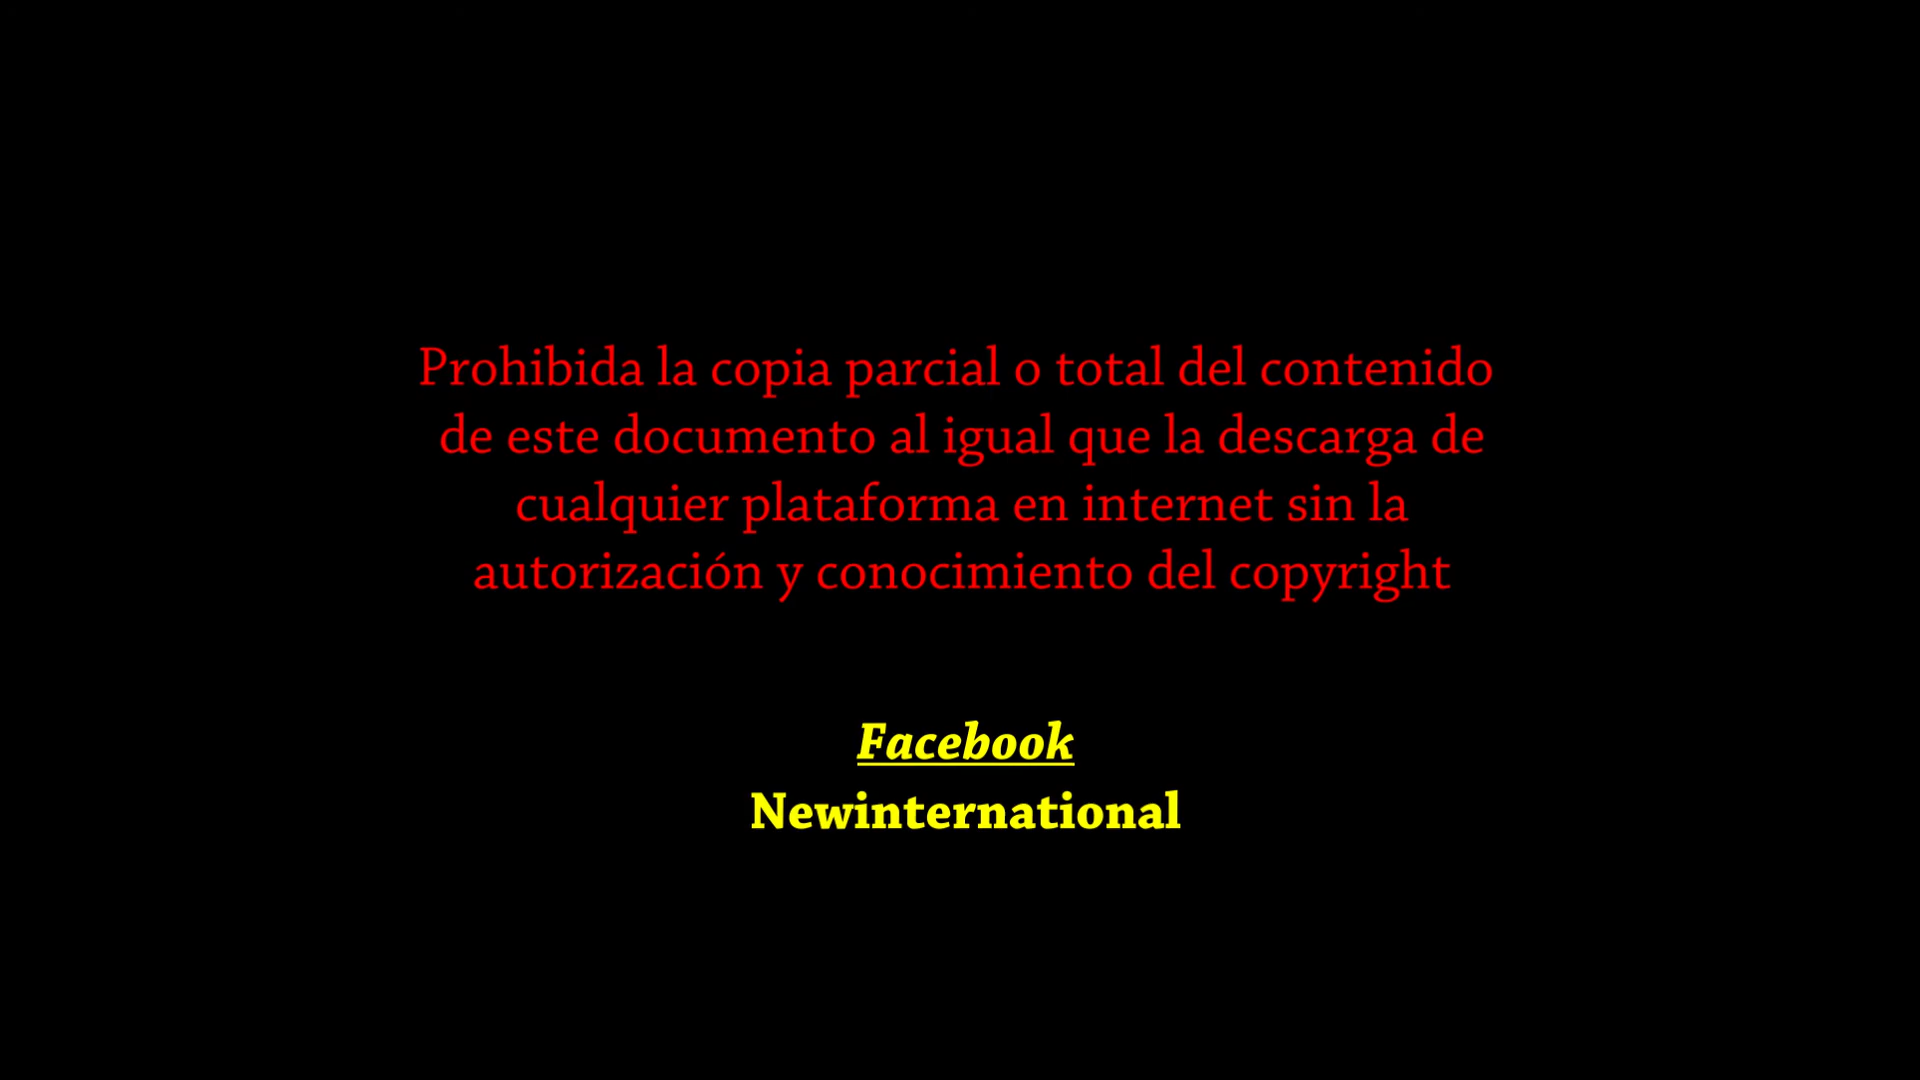 Prohibida la copia parcial o total del contenido
de este documento al igual que la descarga de
cualquier plataforma en internet sin la
autorización y conocimiento del copyright
Facebook
Newinternational